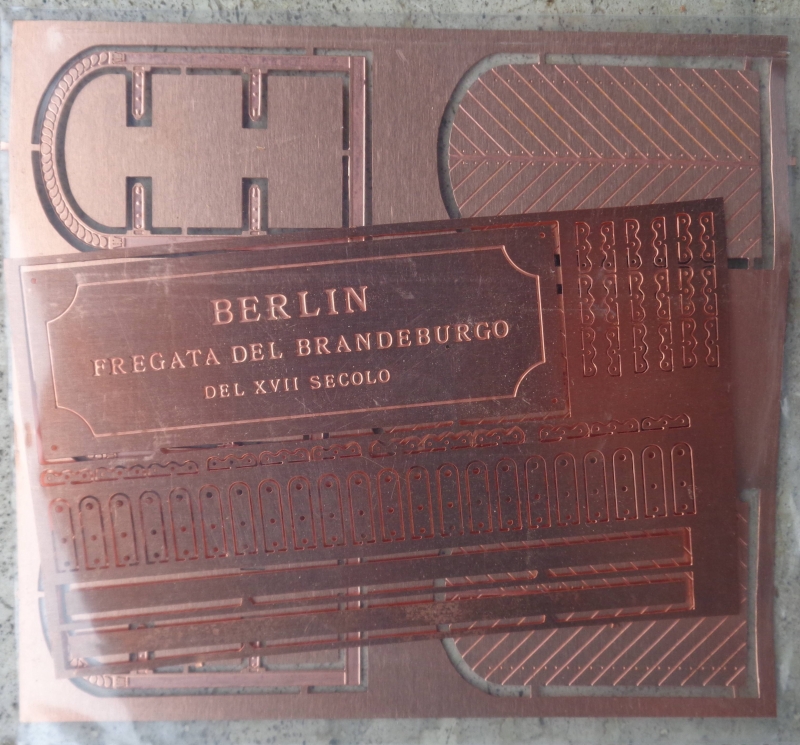 BERLIN
FREGATA DEL BRANDEBURGO
DEL XVII SECOLO